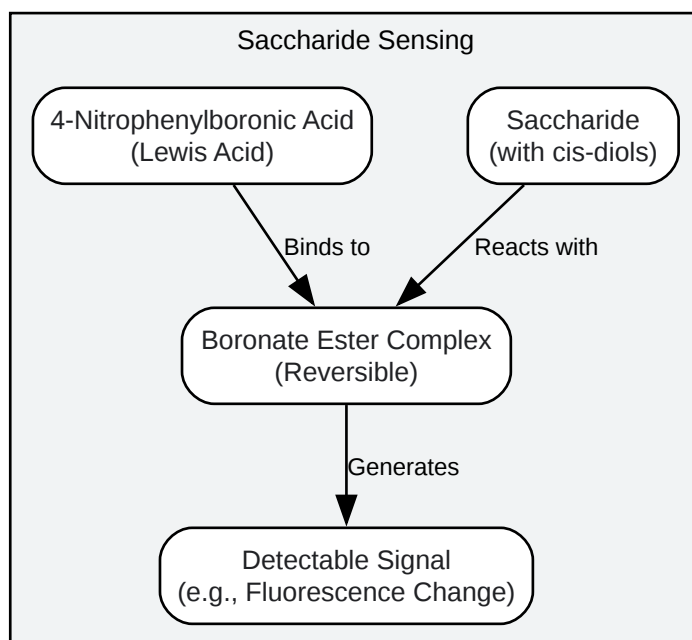 Saccharide Sensing
4-Nitrophenylboronic Acid
(Lewis Acid)
Saccharide
(with cis-diols)
Binds to
Reacts with
Boronate Ester Complex
(Reversible)
Generates
Detectable Signal
(e.g., Fluorescence Change)